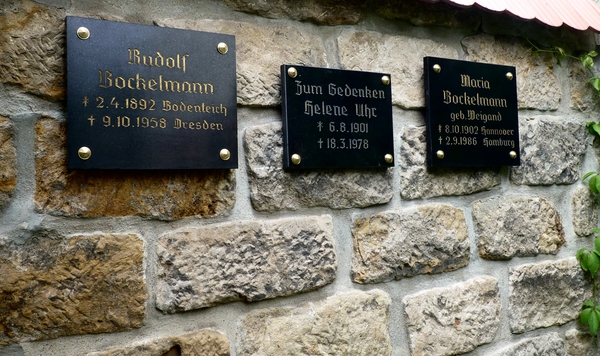 Rudolf
Bockelmann
‡ 2.4.1892 Bodenteich
† 9.10.1958 Dresden
Zum Gedenken
Helene Uhr
‡ 6.8.1901
† 18.3.1978
Maria
Bockelmann
geb. Weigand
‡ 8.10.1902 Hannover
† 2.9.1986 Hamburg